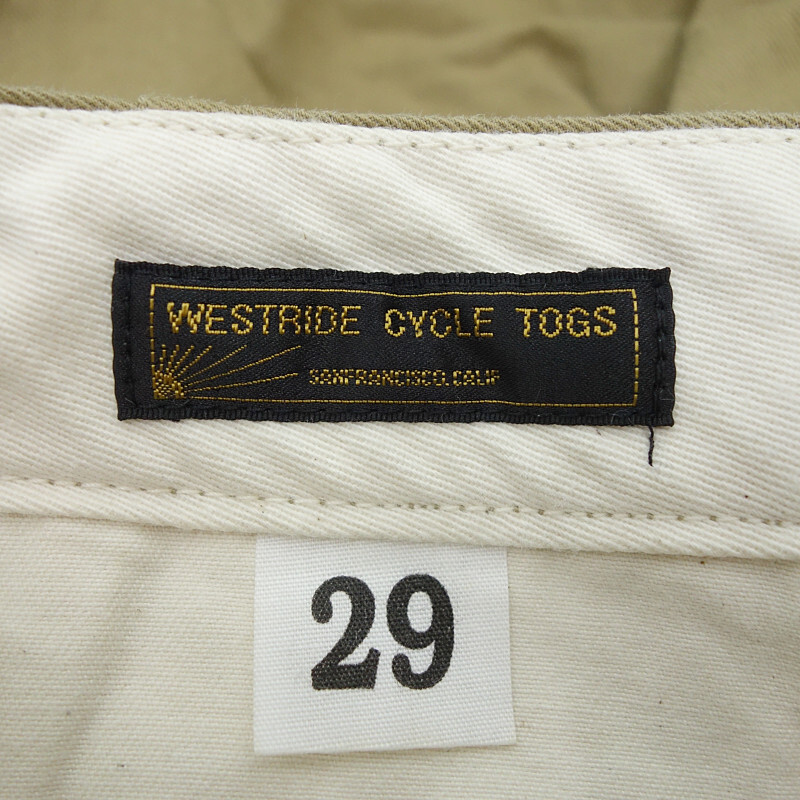 WESTRIDE CYCLE TOGS
SANFRANCISCO.CALIF
29